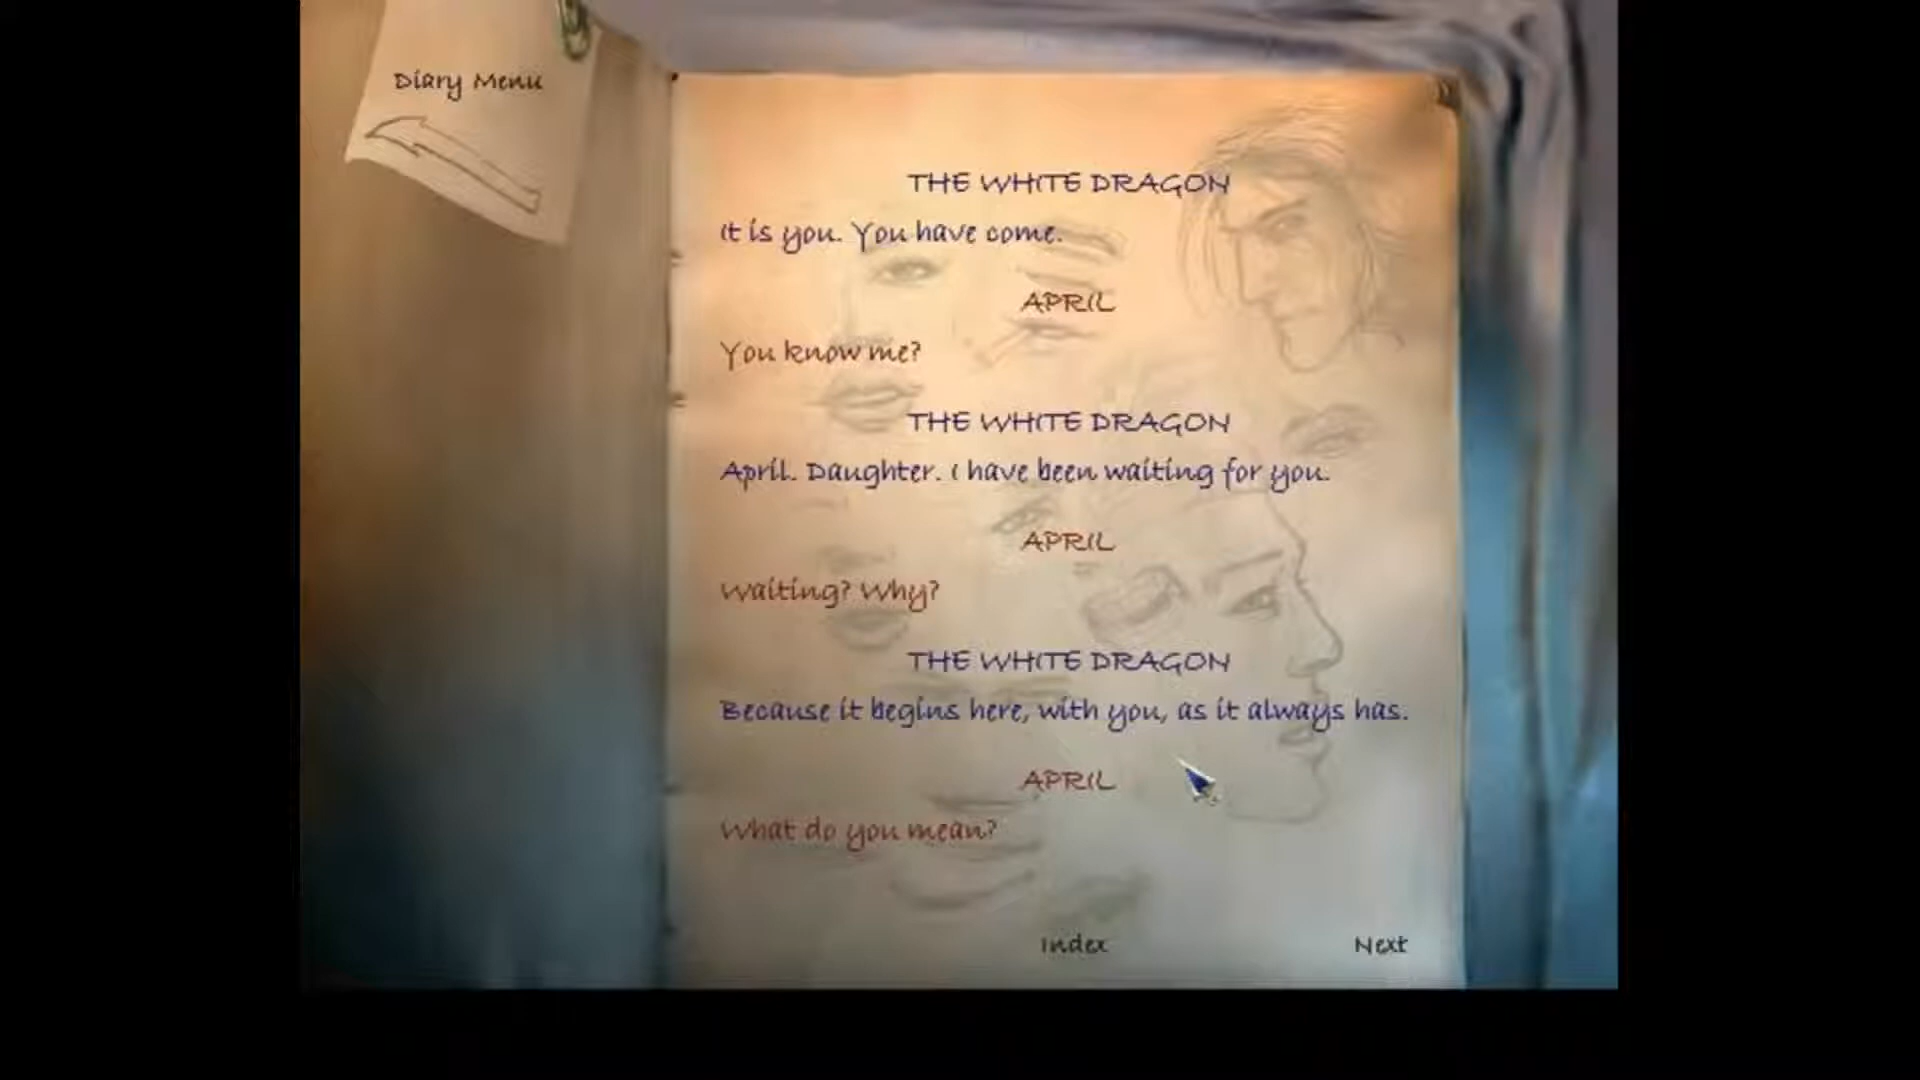 Diary Menu
THE WHITE DRAGON
It is you. You have come.
APRIL
You know me?
THE WHITE DRAGON
April. Daughter. I have been waiting for you.
APRIL
Waiting? Why?
THE WHITE DRAGON
Because it begins here, with you, as it always has.
APRIL
What do you mean?
Index
Next